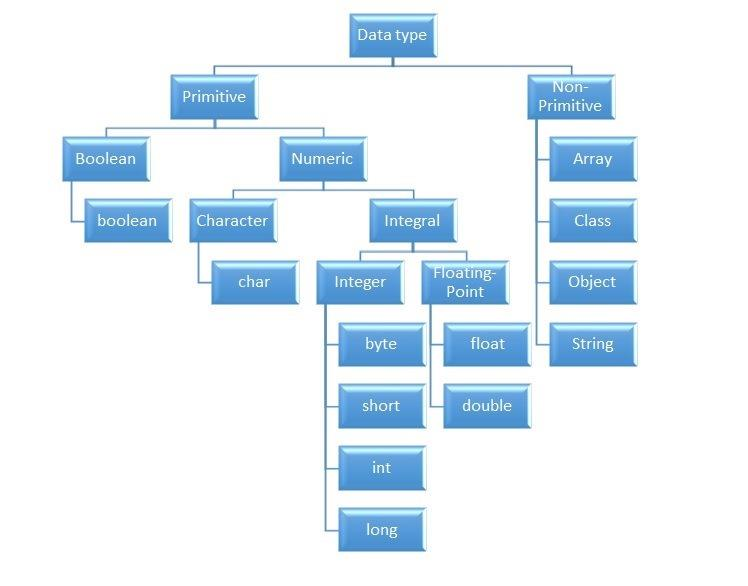 Data type
Primitive
Non-
Primitive
Boolean
Numeric
Array
boolean
Character
Integral
Class
char
Integer
Floating-
Point
Object
byte
float
String
short
double
int
long